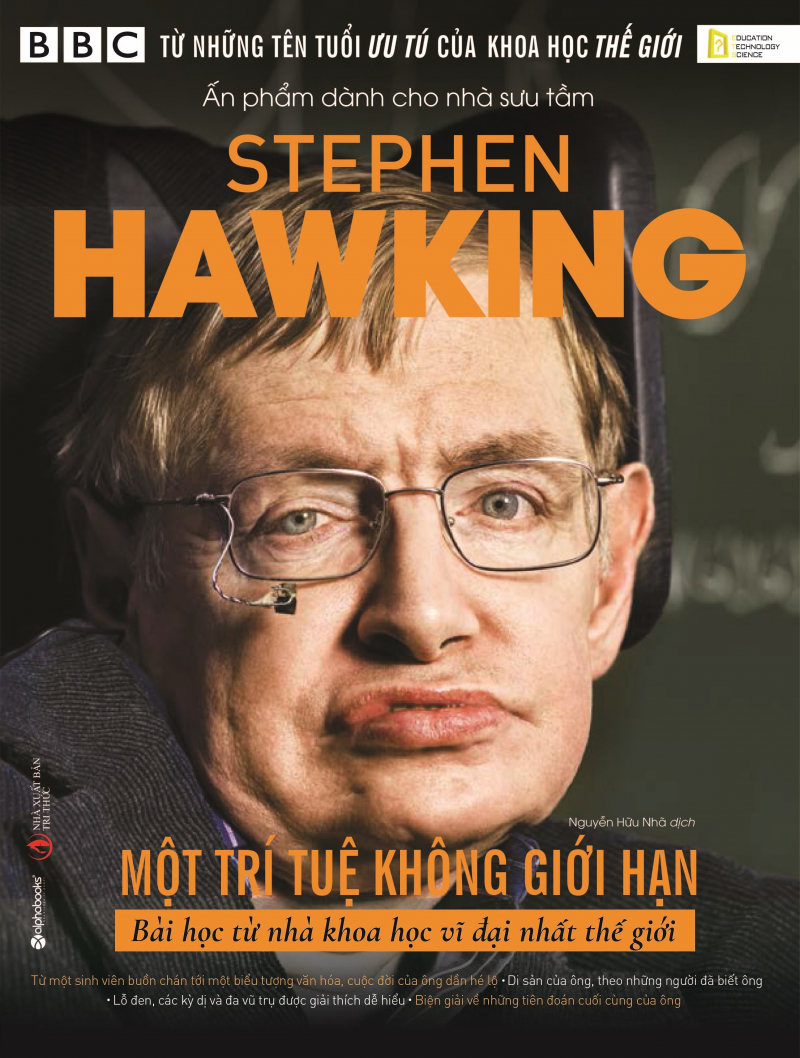 BBC TỪ NHỮNG TÊN TUỔI ƯU TÚ CỦA KHOA HỌC THẾ GIỚI
EDUCATION
TECHNOLOGY
SCIENCE
Ấn phẩm dành cho nhà sưu tầm
STEPHEN
HAWKING
NHÀ XUẤT BẢN
TRI THỨC
alphabooks®
Nguyễn Hữu Nhã dịch
MỘT TRÍ TUỆ KHÔNG GIỚI HẠN
Bài học từ nhà khoa học vĩ đại nhất thế giới
Từ một sinh viên buồn chán tới một biểu tượng văn hóa, cuộc đời của ông dần hé lộ • Di sản của ông, theo những người đã biết ông
• Lỗ đen, các kỳ dị và đa vũ trụ được giải thích dễ hiểu • Biện giải về những tiên đoán cuối cùng của ông